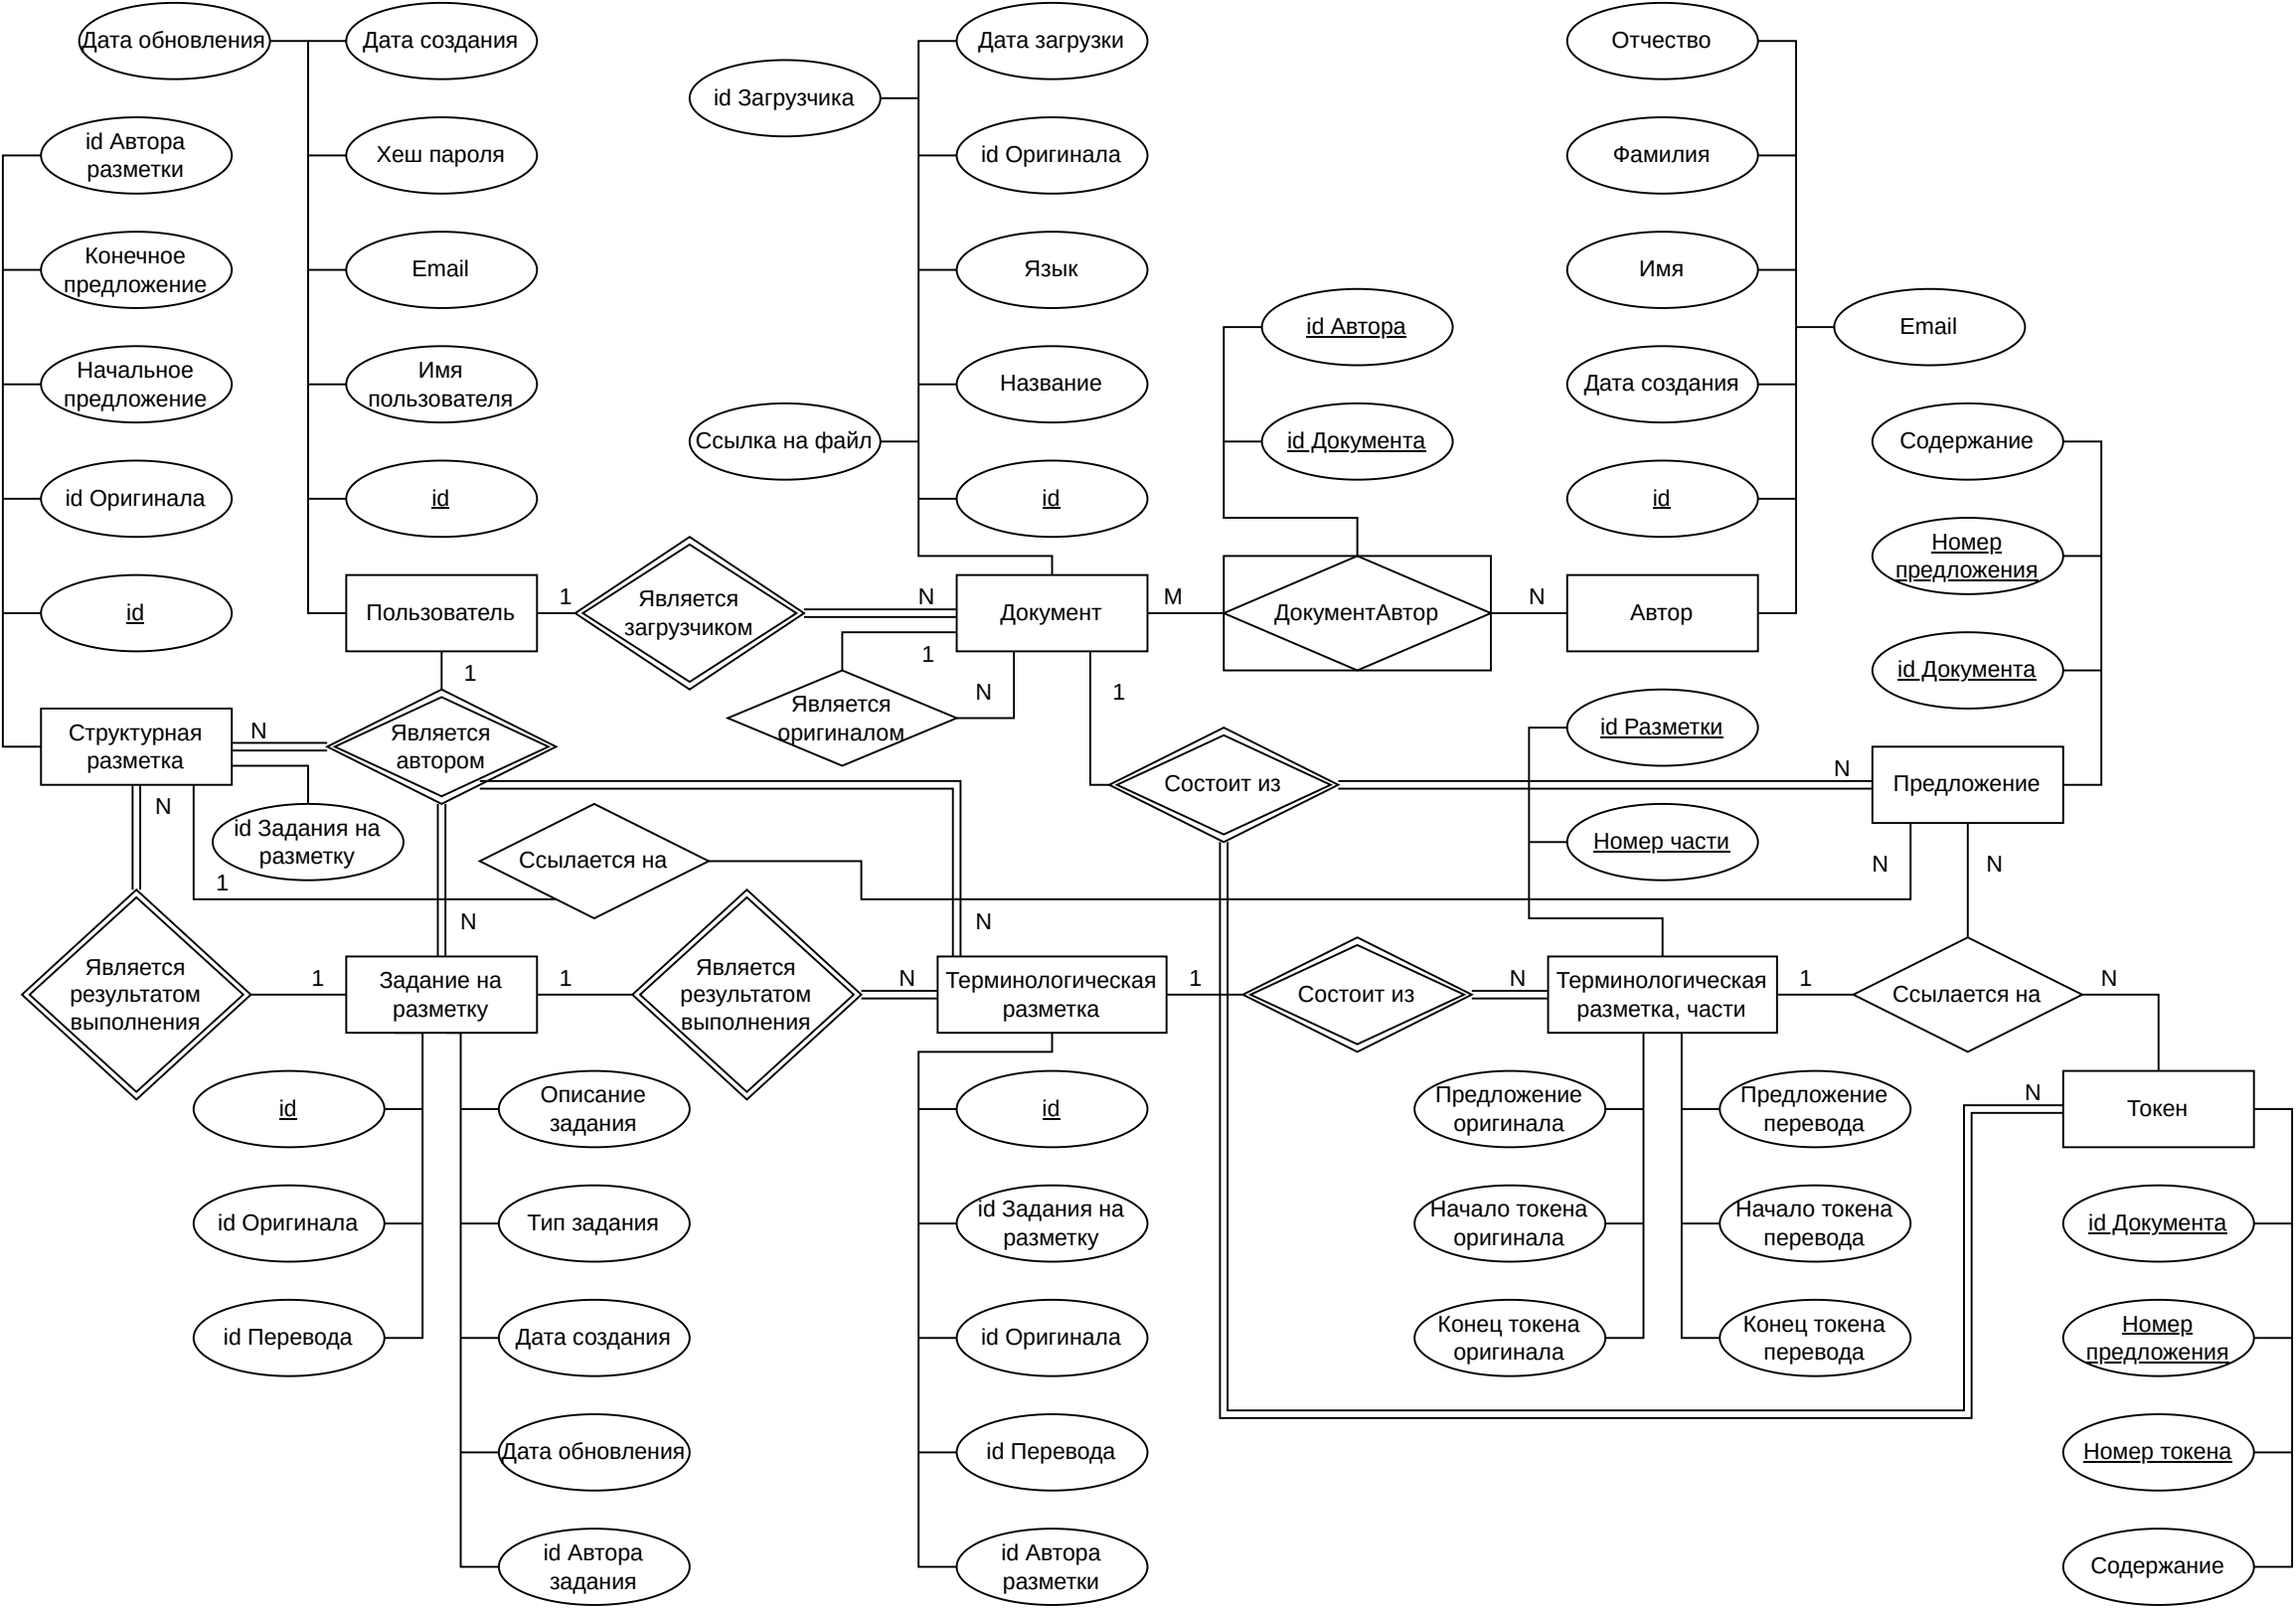 Дата обновления
Дата создания
Дата загрузки
Отчество
id Загрузчика
id Автора
разметки
Хеш пароля
id Оригинала
Фамилия
Конечное
предложение
Email
Язык
Имя
id Автора
Email
Начальное
предложение
Имя
пользователя
Название
Дата создания
Ссылка на файл
id Документа
Содержание
id Оригинала
id
id
id
Номер
предложения
id
Пользователь
1
Является
загрузчиком
N
Документ
M
ДокументАвтор
N
Автор
1
1
N
1
id Документа
Структурная
разметка
N
Является
автором
Является
оригиналом
id Разметки
Состоит из
N
Предложение
N
id Задания на
разметку
Ссылается на
Номер части
N
N
1
N
N
Является
результатом
выполнения
1
Задание на
разметку
1
Является
результатом
выполнения
N
Терминологическая
разметка
1
Состоит из
N
Терминологическая
разметка, части
1
Ссылается на
N
id
Описание
задания
id
Предложение
оригинала
Предложение
перевода
N
Токен
id Оригинала
Тип задания
id Задания на
разметку
Начало токена
оригинала
Начало токена
перевода
id Документа
id Перевода
Дата создания
id Оригинала
Конец токена
оригинала
Конец токена
перевода
Номер
предложения
Дата обновления
id Перевода
Номер токена
id Автора
задания
id Автора
разметки
Содержание